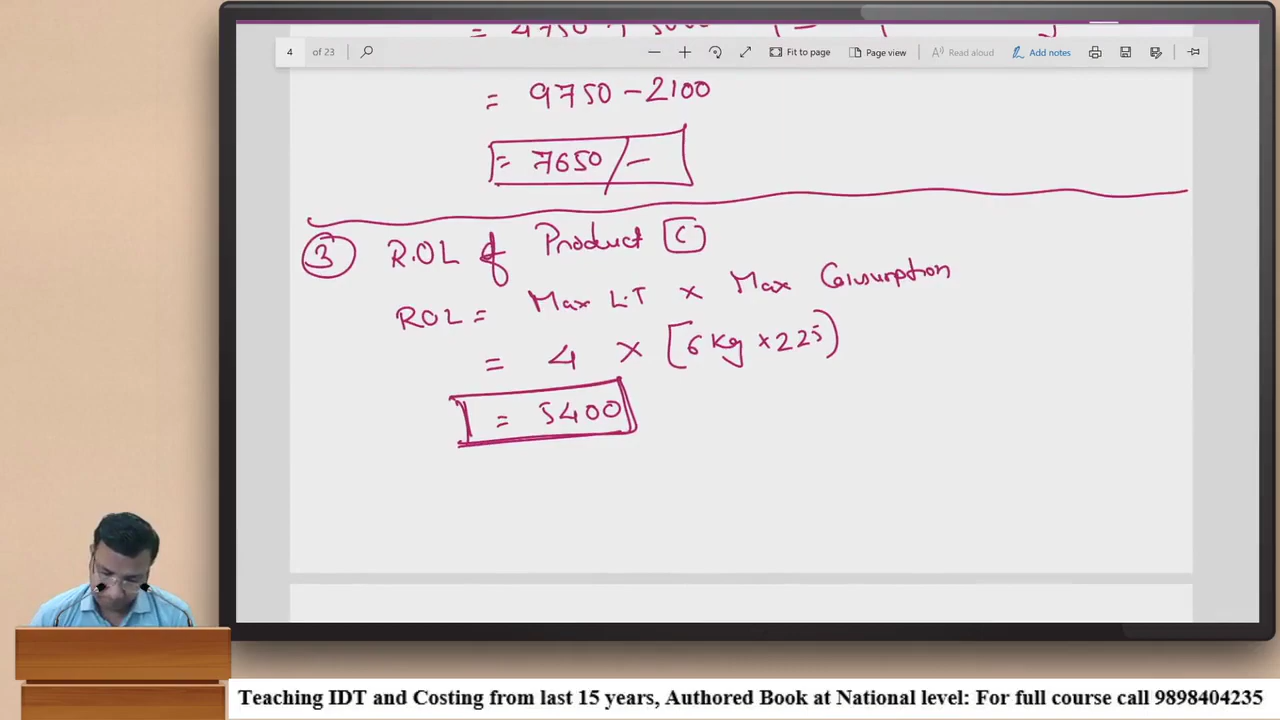 4 of 23 Fit to page Page view A Read aloud Add notes
= 9750 - 2100
= 7650/-
3 R.OL of Product C
ROL = Max L.T × Max Consumption
= 4 × [6 kg × 225)
= 5400
Teaching IDT and Costing from last 15 years, Authored Book at National level: For full course call 9898404235